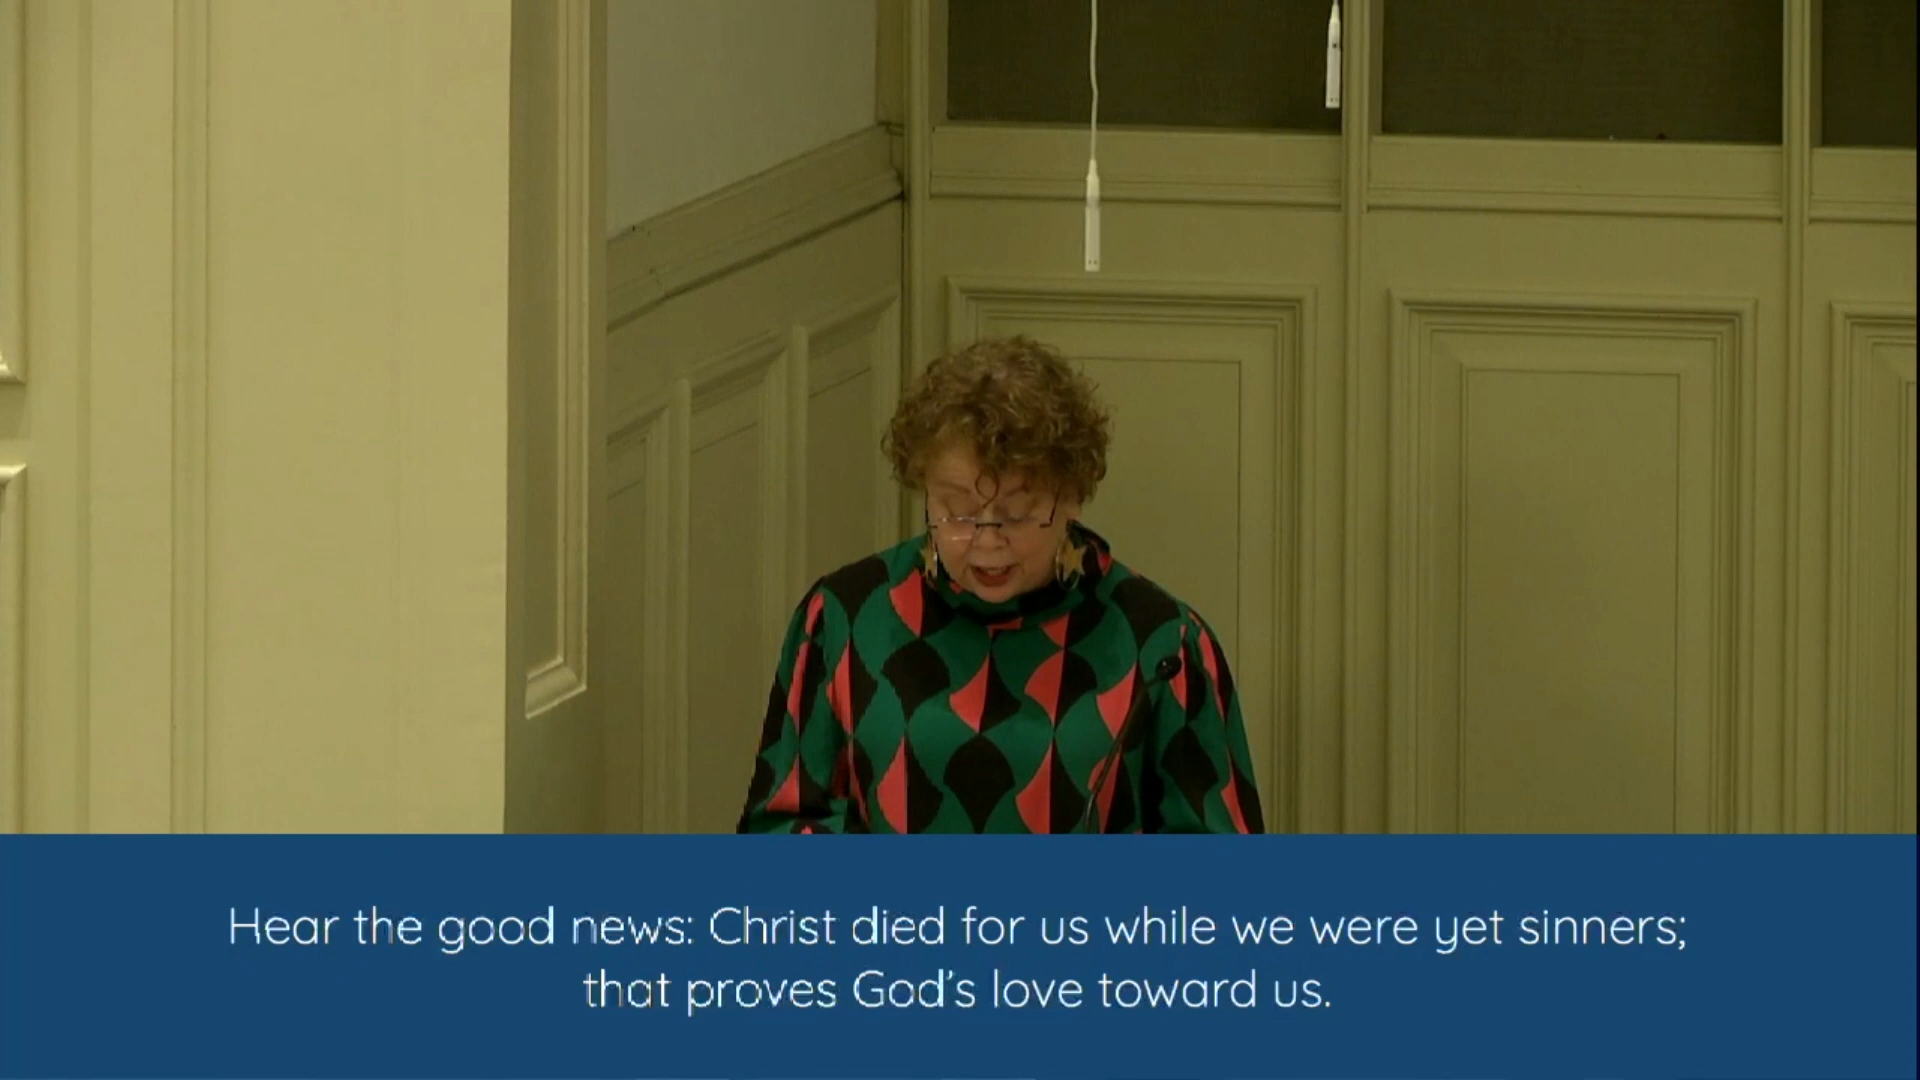 Hear the good news: Christ died for us while we were yet sinners;
that proves God's love toward us.